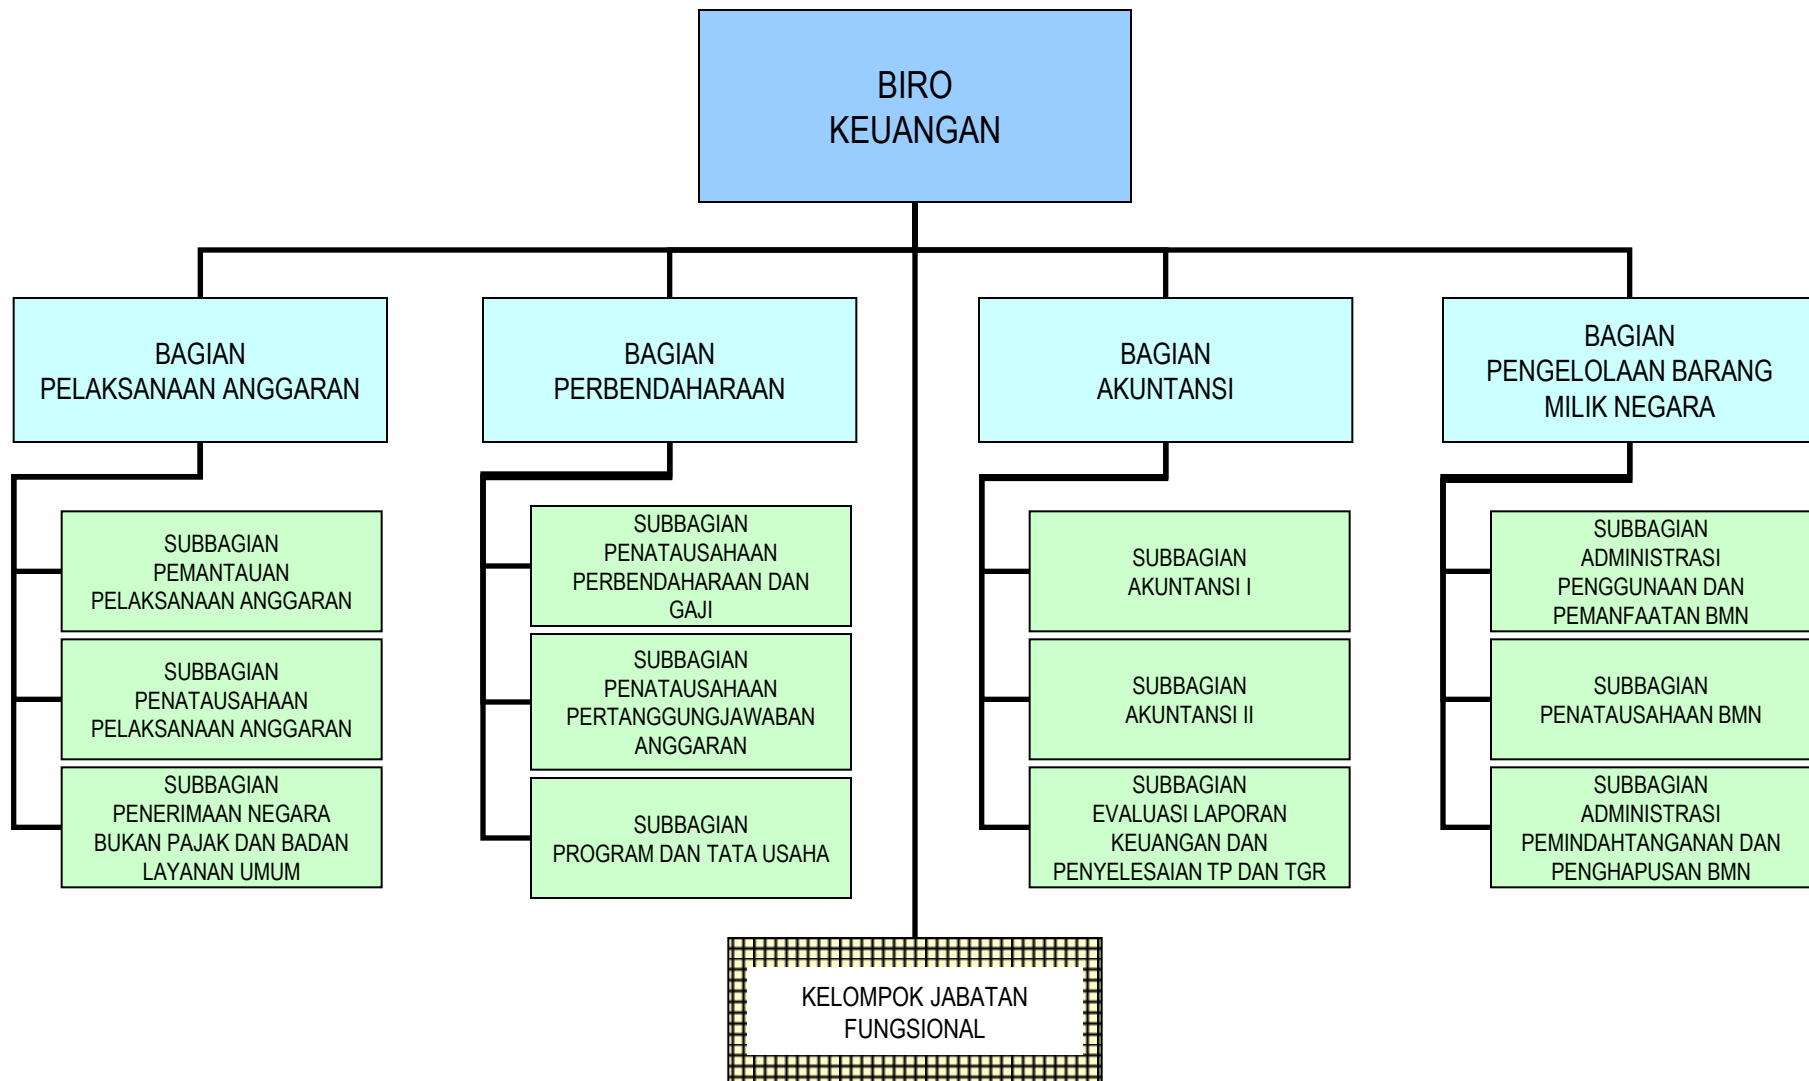 BIRO
KEUANGAN
BAGIAN
PELAKSANAAN ANGGARAN
BAGIAN
PERBENDAHARAAN
BAGIAN
AKUNTANSI
BAGIAN
PENGELOLAAN BARANG
MILIK NEGARA
SUBBAGIAN
PEMANTAUAN
PELAKSANAAN ANGGARAN
SUBBAGIAN
PENATAUSAHAAN
PELAKSANAAN ANGGARAN
SUBBAGIAN
PENERIMAAN NEGARA
BUKAN PAJAK DAN BADAN
LAYANAN UMUM
SUBBAGIAN
PENATAUSAHAAN
PERBENDAHARAAN DAN
GAJI
SUBBAGIAN
PENATAUSAHAAN
PERTANGGUNGJAWABAN
ANGGARAN
SUBBAGIAN
PROGRAM DAN TATA USAHA
SUBBAGIAN
AKUNTANSI I
SUBBAGIAN
AKUNTANSI II
SUBBAGIAN
EVALUASI LAPORAN
KEUANGAN DAN
PENYELESAIAN TP DAN TGR
SUBBAGIAN
ADMINISTRASI
PENGGUNAAN DAN
PEMANFAATAN BMN
SUBBAGIAN
PENATAUSAHAAN BMN
SUBBAGIAN
ADMINISTRASI
PEMINDAHTANGANAN DAN
PENGHAPUSAN BMN
KELOMPOK JABATAN
FUNGSIONAL